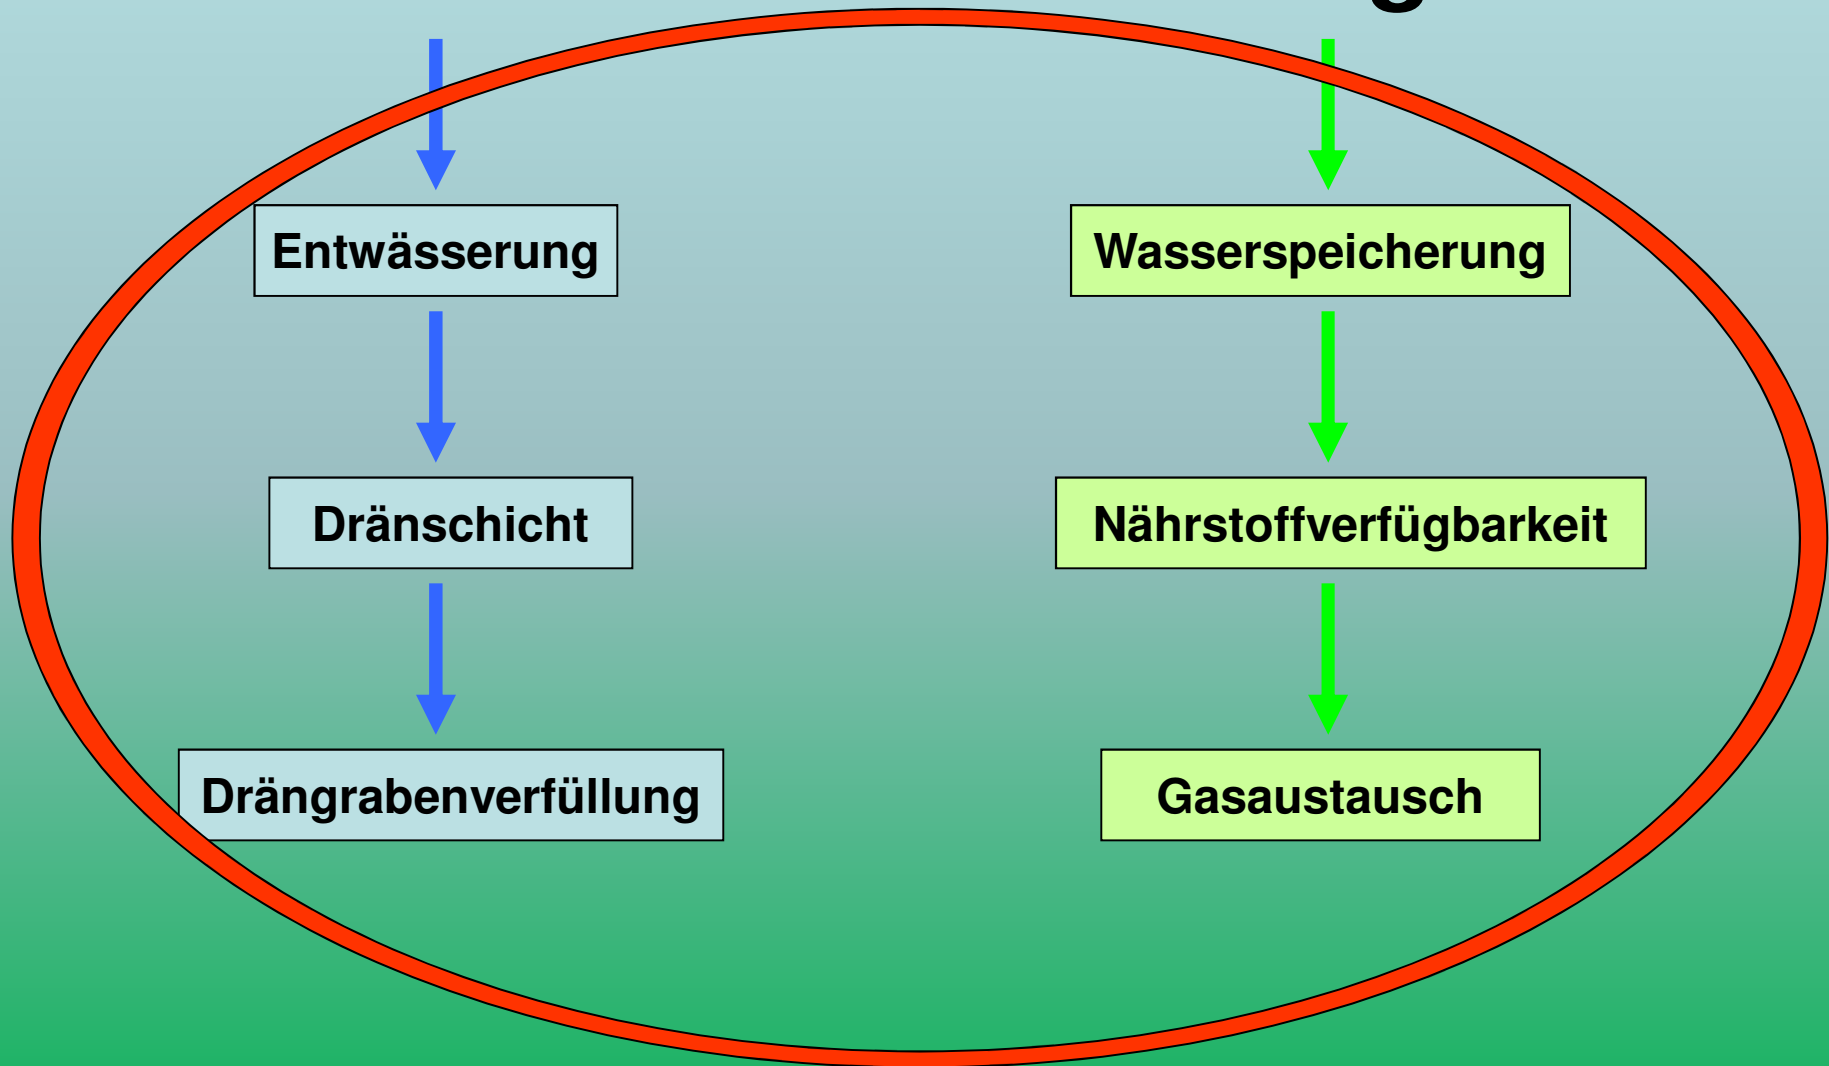 Entwässerung
Wasserspeicherung
Dränschicht
Nährstoffverfügbarkeit
Drängrabenverfüllung
Gasaustausch